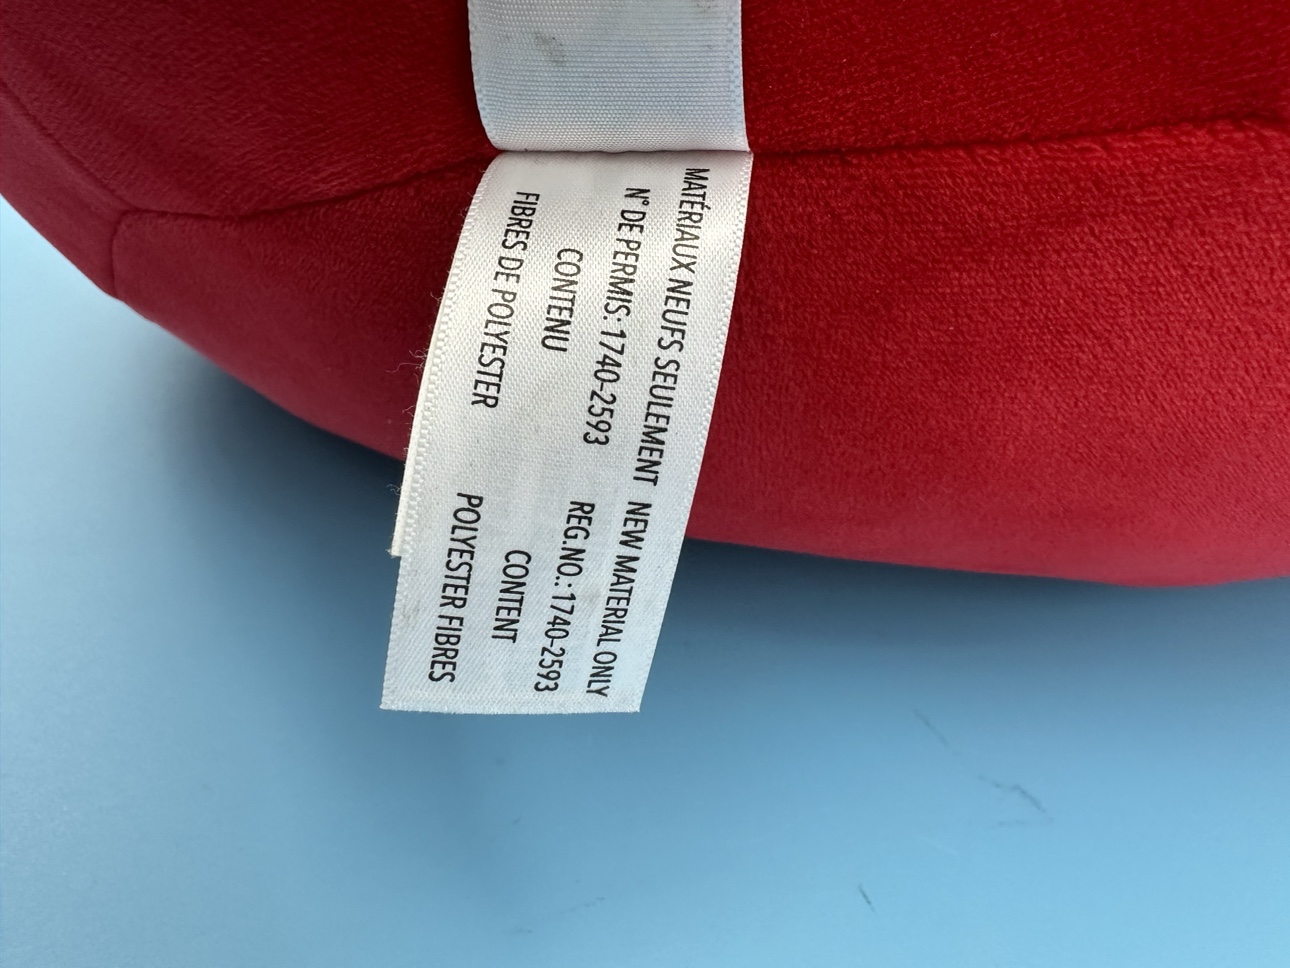 MATÉRIAUX NEUFS SEULEMENT
N° DE PERMIS: 1740-2593
CONTENU
FIBRES DE POLYESTER
NEW MATERIAL ONLY
REG.NO.: 1740-2593
CONTENT
POLYESTER FIBRES